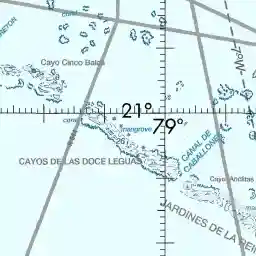 Cayo Cinco Balas
21°
79°
mangrove
CANAL DE
CABALLONES
CAYOS DE LAS DOCE LEGUAS
Cayo Anclitas
JARDINES DE LA REI